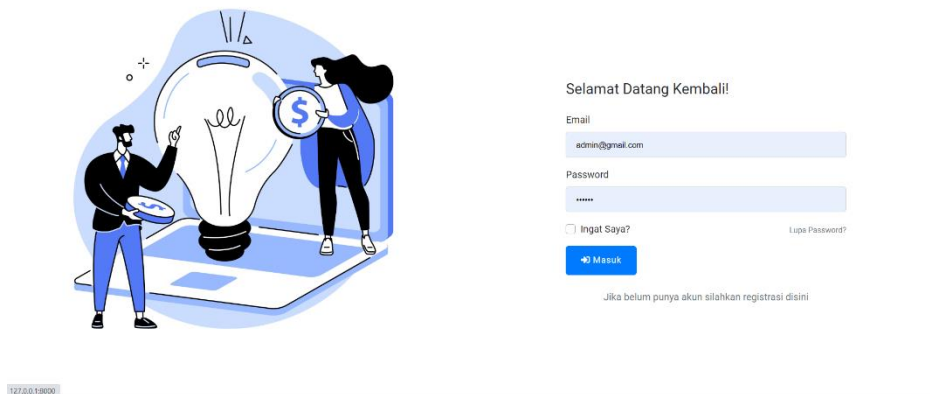 Selamat Datang Kembali!
Email
admin@gmail.com
Password
••••••
Ingat Saya?
Lupa Password?
Masuk
Jika belum punya akun silahkan registrasi disini
127.0.0.1:8000